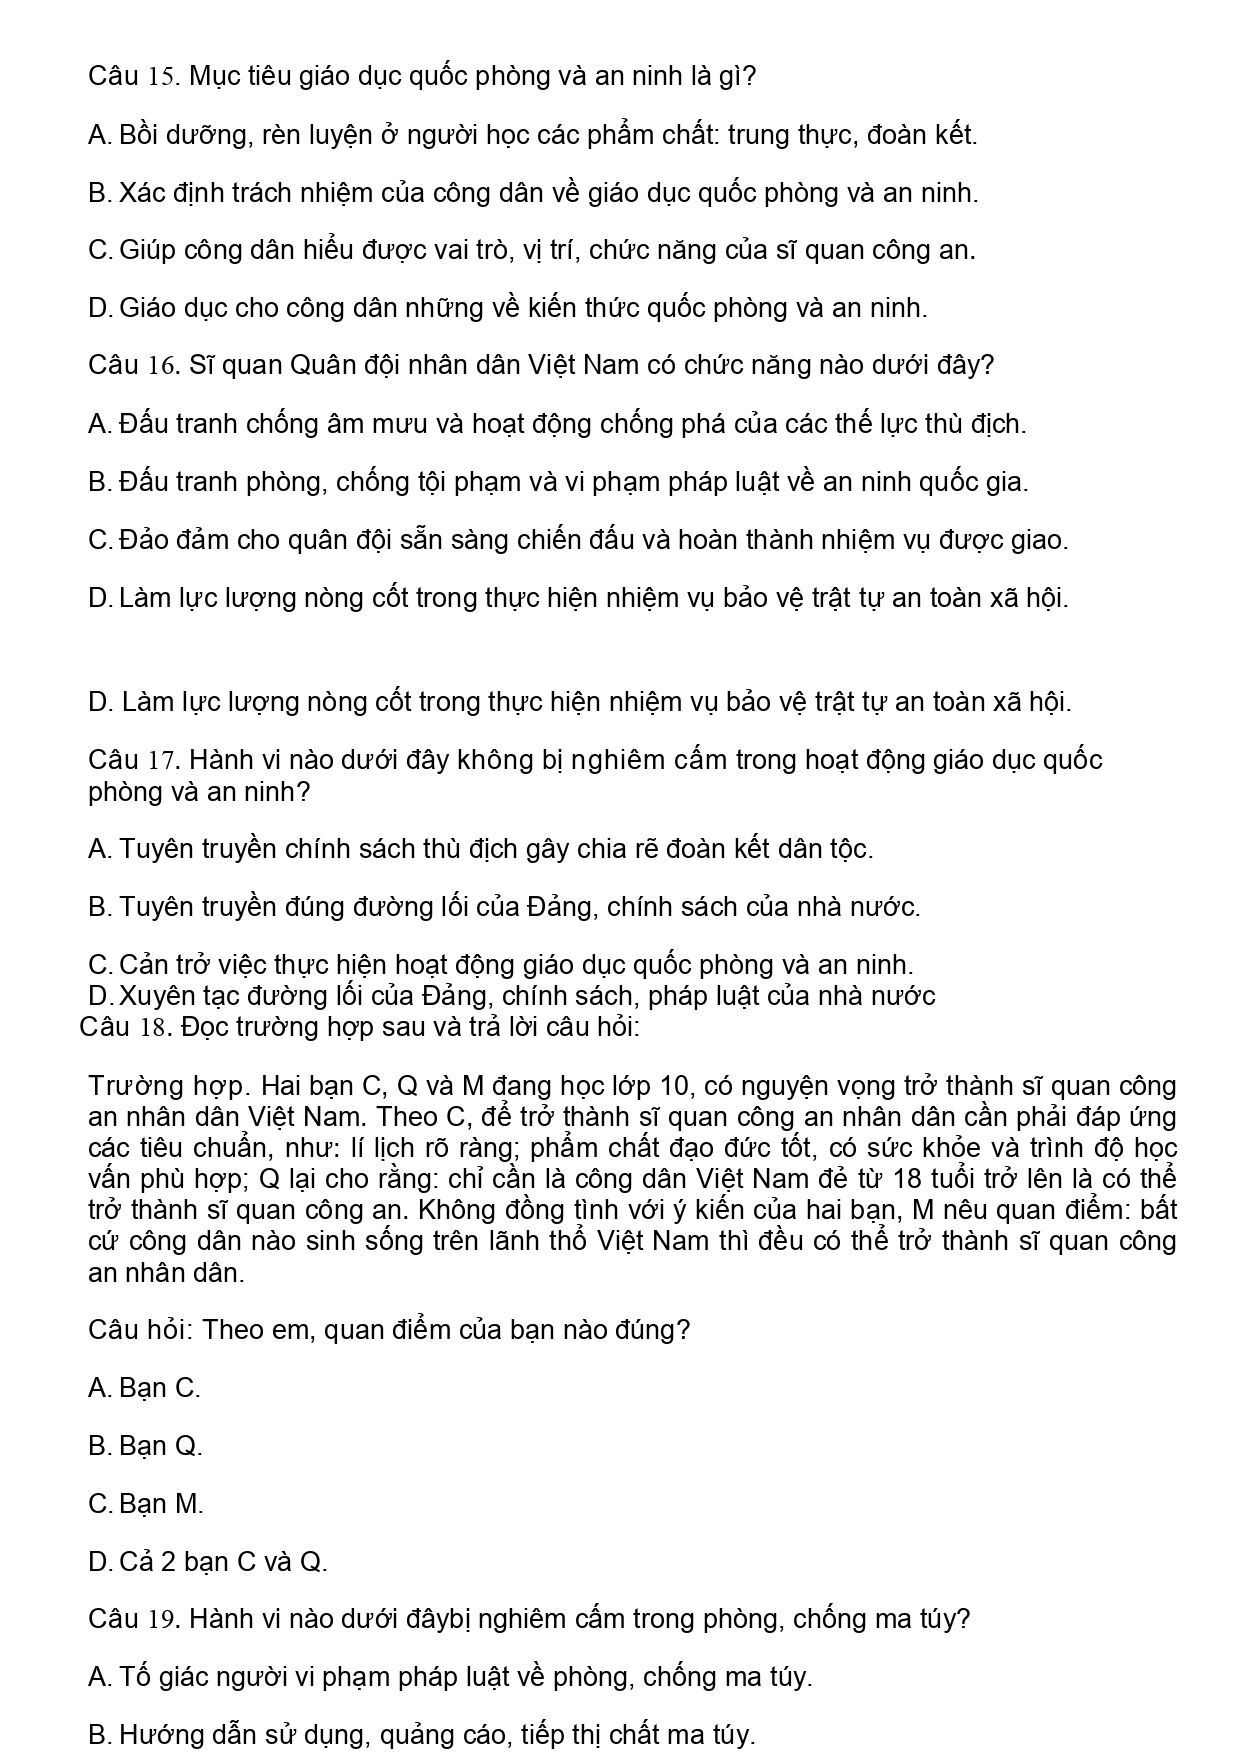 Câu 15. Mục tiêu giáo dục quốc phòng và an ninh là gì?
A. Bồi dưỡng, rèn luyện ở người học các phẩm chất: trung thực, đoàn kết.
B. Xác định trách nhiệm của công dân về giáo dục quốc phòng và an ninh.
C. Giúp công dân hiểu được vai trò, vị trí, chức năng của sĩ quan công an.
D. Giáo dục cho công dân những về kiến thức quốc phòng và an ninh.
Câu 16. Sĩ quan Quân đội nhân dân Việt Nam có chức năng nào dưới đây?
A. Đấu tranh chống âm mưu và hoạt động chống phá của các thế lực thù địch.
B. Đấu tranh phòng, chống tội phạm và vi phạm pháp luật về an ninh quốc gia.
C. Đảo đảm cho quân đội sẵn sàng chiến đấu và hoàn thành nhiệm vụ được giao.
D. Làm lực lượng nòng cốt trong thực hiện nhiệm vụ bảo vệ trật tự an toàn xã hội.
D. Làm lực lượng nòng cốt trong thực hiện nhiệm vụ bảo vệ trật tự an toàn xã hội.
Câu 17. Hành vi nào dưới đây không bị nghiêm cấm trong hoạt động giáo dục quốc
phòng và an ninh?
A. Tuyên truyền chính sách thù địch gây chia rẽ đoàn kết dân tộc.
B. Tuyên truyền đúng đường lối của Đảng, chính sách của nhà nước.
C. Cản trở việc thực hiện hoạt động giáo dục quốc phòng và an ninh.
D. Xuyên tạc đường lối của Đảng, chính sách, pháp luật của nhà nước
Câu 18. Đọc trường hợp sau và trả lời câu hỏi:
Trường hợp. Hai bạn C, Q và M đang học lớp 10, có nguyện vọng trở thành sĩ quan công
an nhân dân Việt Nam. Theo C, để trở thành sĩ quan công an nhân dân cần phải đáp ứng
các tiêu chuẩn, như: lí lịch rõ ràng; phẩm chất đạo đức tốt, có sức khỏe và trình độ học
vấn phù hợp; Q lại cho rằng: chỉ cần là công dân Việt Nam đẻ từ 18 tuổi trở lên là có thể
trở thành sĩ quan công an. Không đồng tình với ý kiến của hai bạn, M nêu quan điểm: bất
cứ công dân nào sinh sống trên lãnh thổ Việt Nam thì đều có thể trở thành sĩ quan công
an nhân dân.
Câu hỏi: Theo em, quan điểm của bạn nào đúng?
A. Bạn C.
B. Bạn Q.
C. Bạn M.
D. Cả 2 bạn C và Q.
Câu 19. Hành vi nào dưới đâybị nghiêm cấm trong phòng, chống ma túy?
A. Tố giác người vi phạm pháp luật về phòng, chống ma túy.
B. Hướng dẫn sử dụng, quảng cáo, tiếp thị chất ma túy.